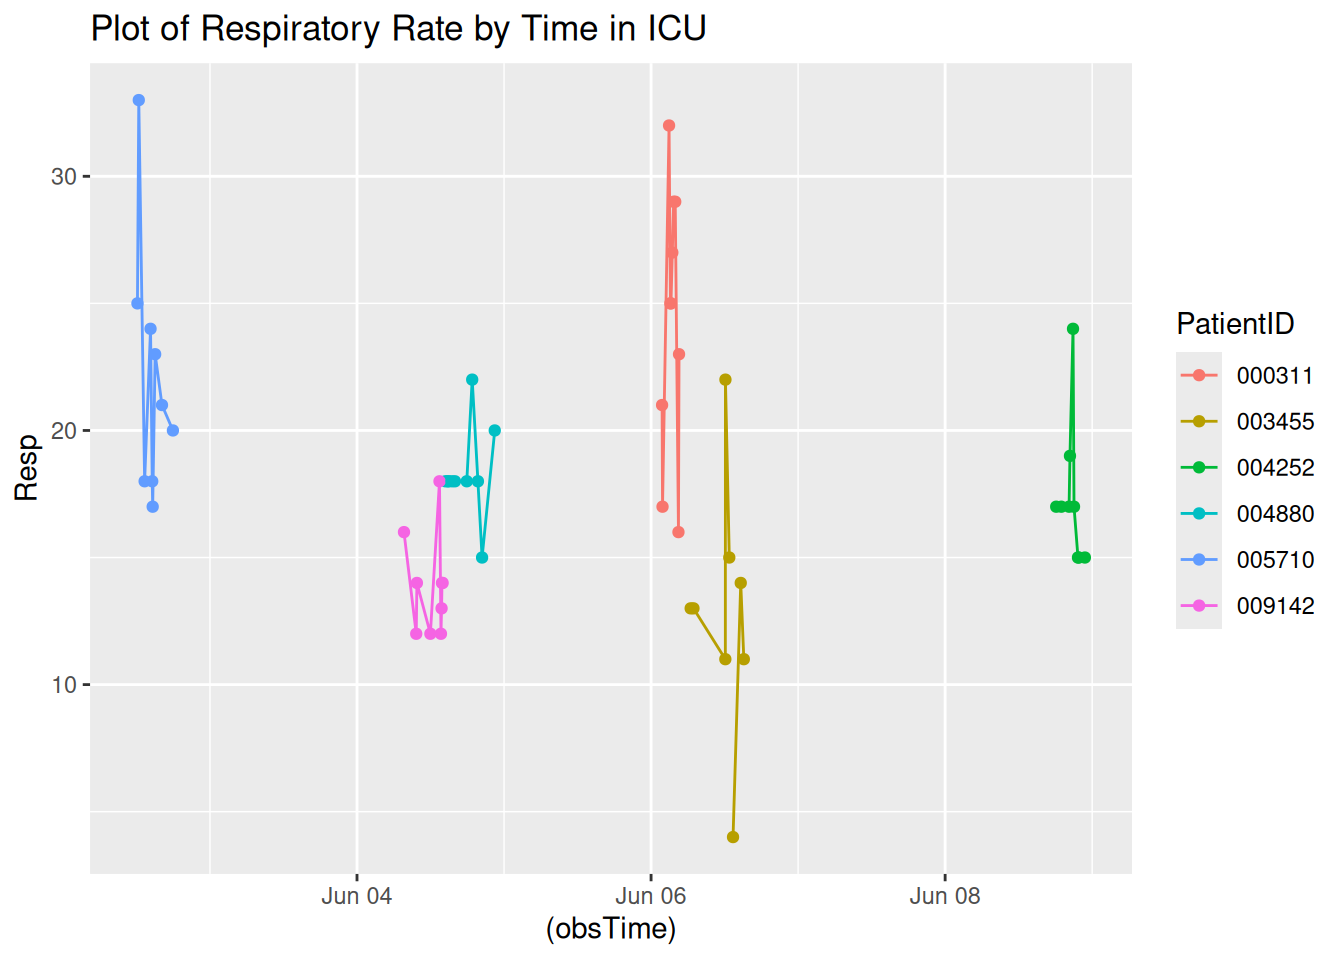 Plot of Respiratory Rate by Time in ICU
30
20
10
Resp
Jun 04
Jun 06
Jun 08
(obsTime)
PatientID
000311
003455
004252
004880
005710
009142